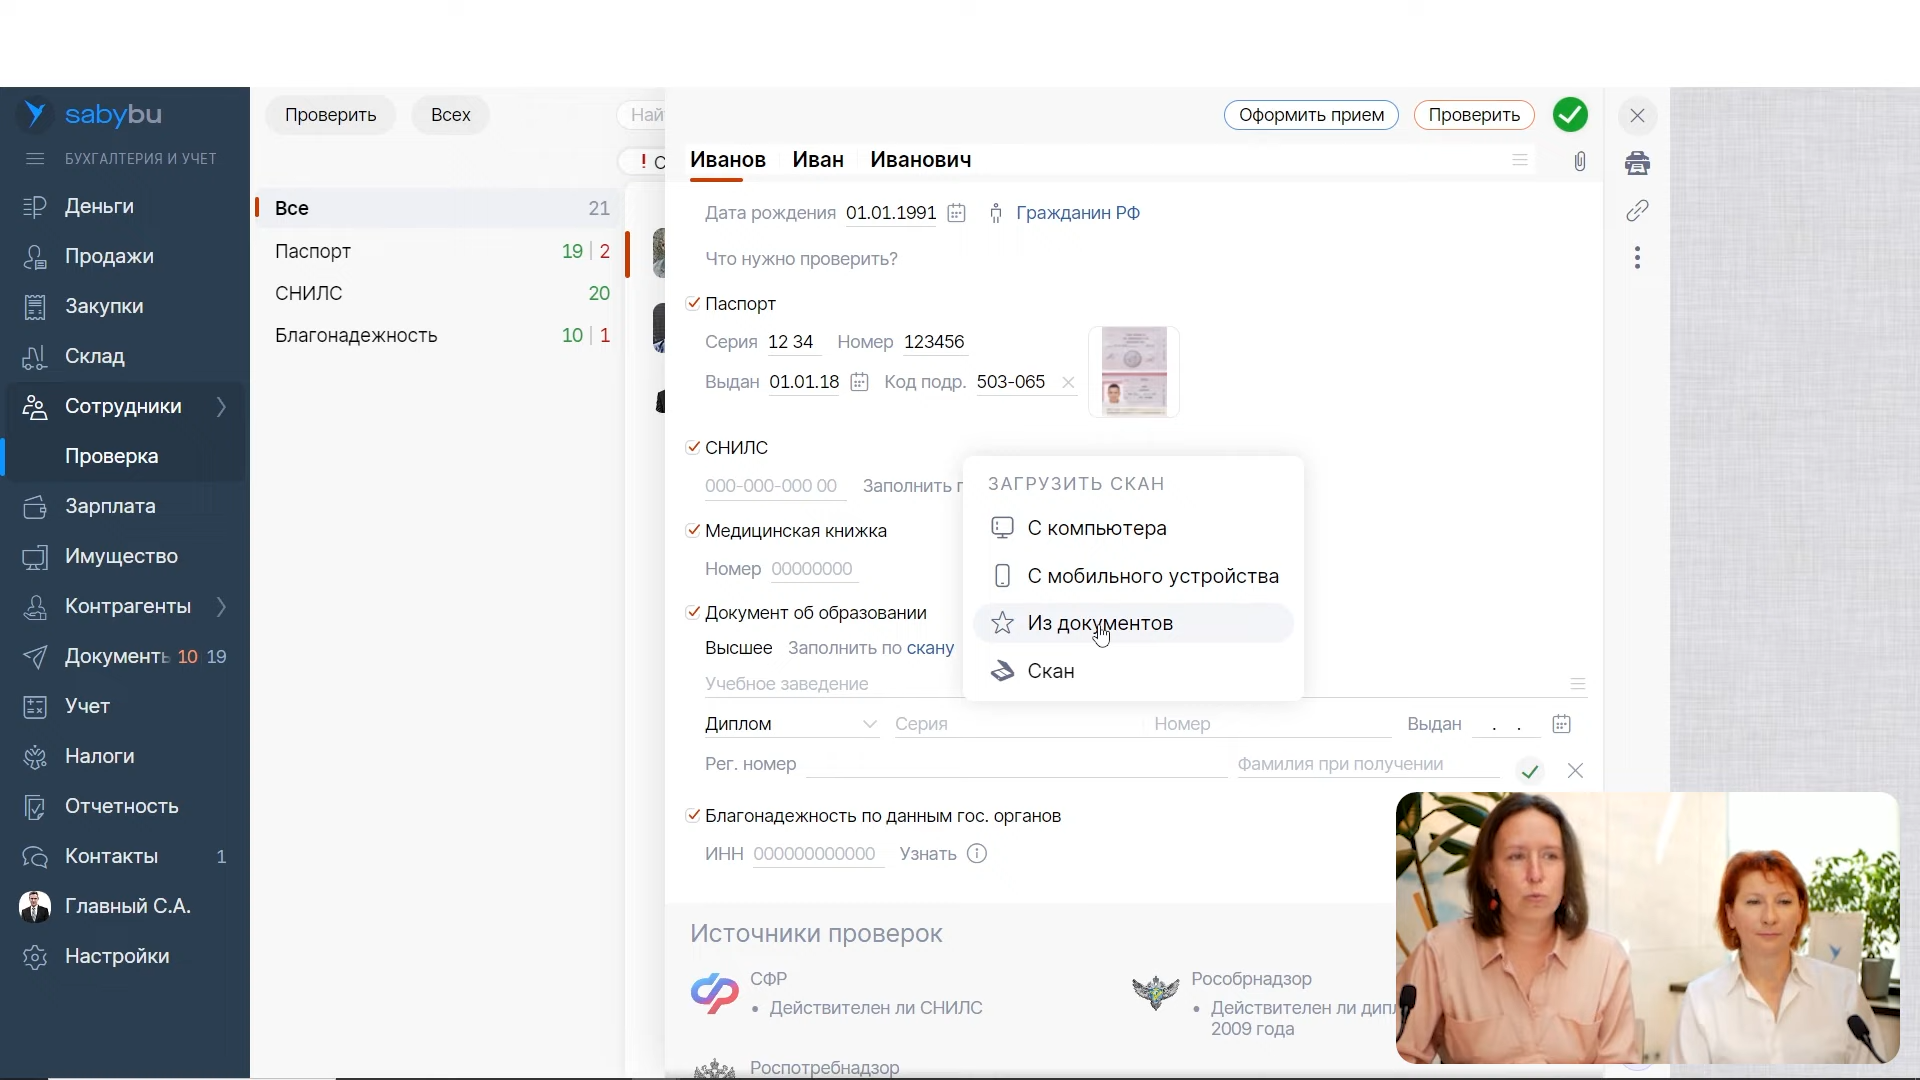 sabybu
БУХГАЛТЕРИЯ И УЧЕТ
Деньги
Продажи
Закупки
Склад
Сотрудники
Проверка
Зарплата
Имущество
Контрагенты
Документы 10 19
Учет
Налоги
Отчетность
Контакты 1
Главный С.А.
Настройки
Проверить Всех
Все 21
Паспорт 19 | 2
СНИЛС 20
Благонадежность 10 | 1
Най
! С
Оформить прием Проверить
Иванов Иван Иванович
Дата рождения 01.01.1991 Гражданин РФ
Что нужно проверить?
Паспорт
Серия 12 34 Номер 123456
Выдан 01.01.18 Код подр. 503-065
СНИЛС
000-000-000 00 Заполнить п
Медицинская книжка
Номер 00000000
Документ об образовании
Высшее Заполнить по скану
Учебное заведение
ЗАГРУЗИТЬ СКАН
С компьютера
С мобильного устройства
Из документов
Скан
Диплом Серия Номер Выдан . .
Рег. номер Фамилия при получении
Благонадежность по данным гос. органов
ИНН 000000000000 Узнать
Источники проверок
СФР
• Действителен ли СНИЛС
Рособрнадзор
• Действителен ли дипл
2009 года
Роспотребнадзор